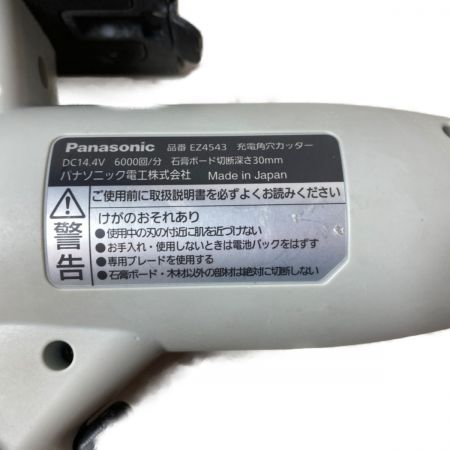 Panasonic 品番 EZ4543 充電角穴カッター
DC14.4V 6000回/分 石膏ボード切断深さ30mm
パナソニック電工株式会社 Made in Japan
ご使用前に取扱説明書を必ずよくお読みください
警告
けがのおそれあり
●使用中の刃の付近に肌を近づけない
●お手入れ・使用しないときは電池パックをはずす
●専用ブレードを使用する
●石膏ボード・木材以外の部材は絶対に切断しない